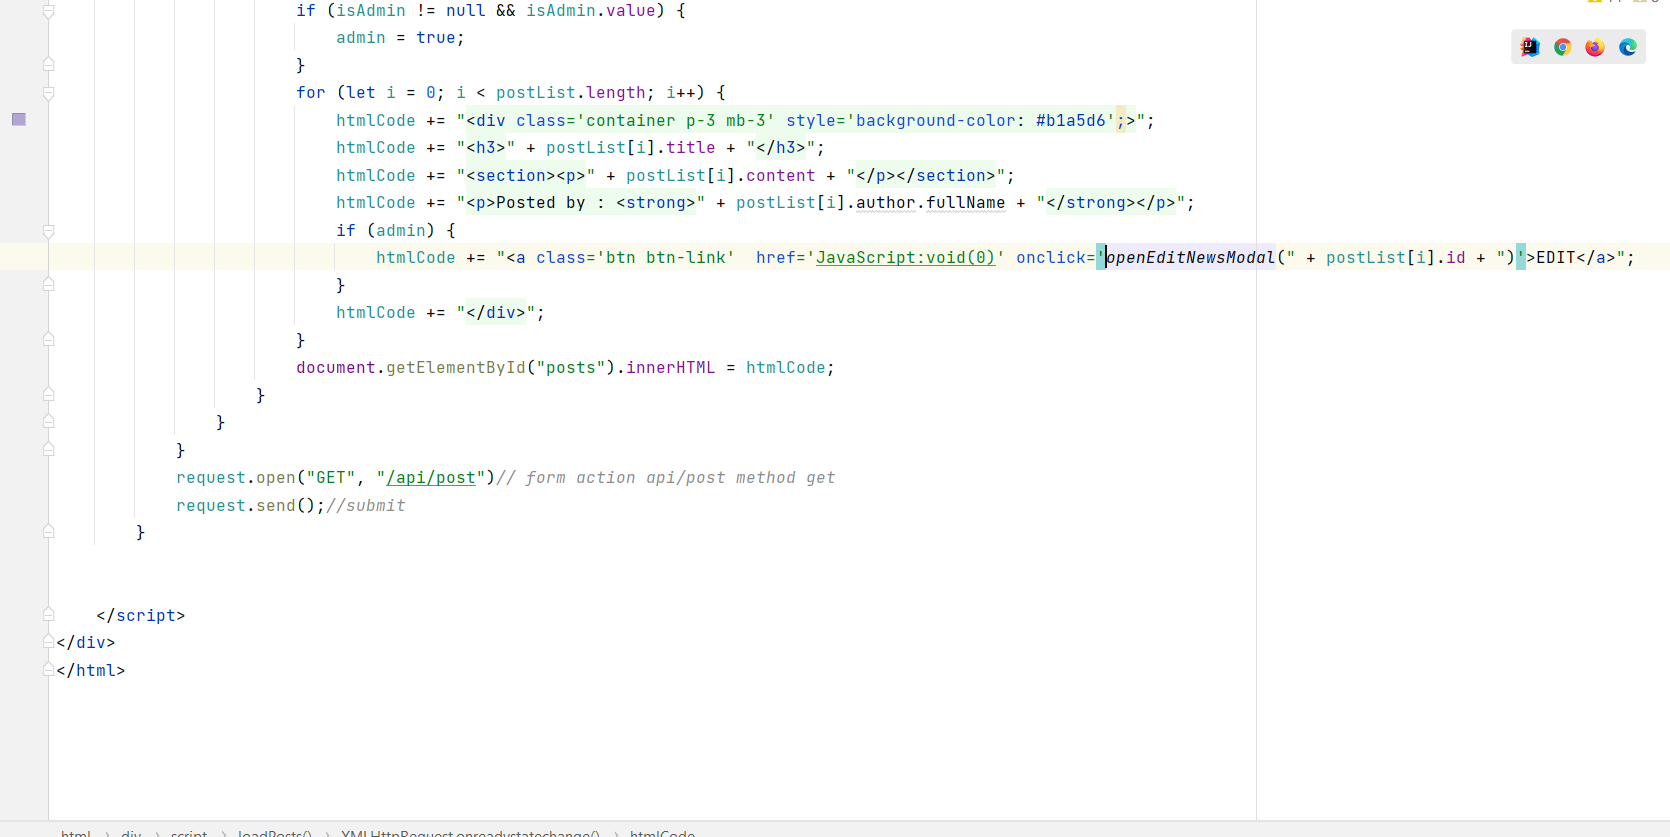 if (isAdmin != null && isAdmin.value) {
admin = true;
}
for (let i = 0; i < postList.length; i++) {
htmlCode += "<div class='container p-3 mb-3' style='background-color: #b1a5d6';>";
htmlCode += "<h3>" + postList[i].title + "</h3>";
htmlCode += "<section><p>" + postList[i].content + "</p></section>";
htmlCode += "<p>Posted by : <strong>" + postList[i].author.fullName + "</strong></p>";
if (admin) {
htmlCode += "<a class='btn btn-link'  href='JavaScript:void(0)' onclick='openEditNewsModal(" + postList[i].id + ")'>EDIT</a>";
}
htmlCode += "</div>";
}
document.getElementById("posts").innerHTML = htmlCode;
}
}
}
request.open("GET", "/api/post")// form action api/post method get
request.send();//submit
}
</script>
</div>
</html>
html › div › script › loadPosts() › XMLHttpRequest.onreadystatechange() › htmlCode